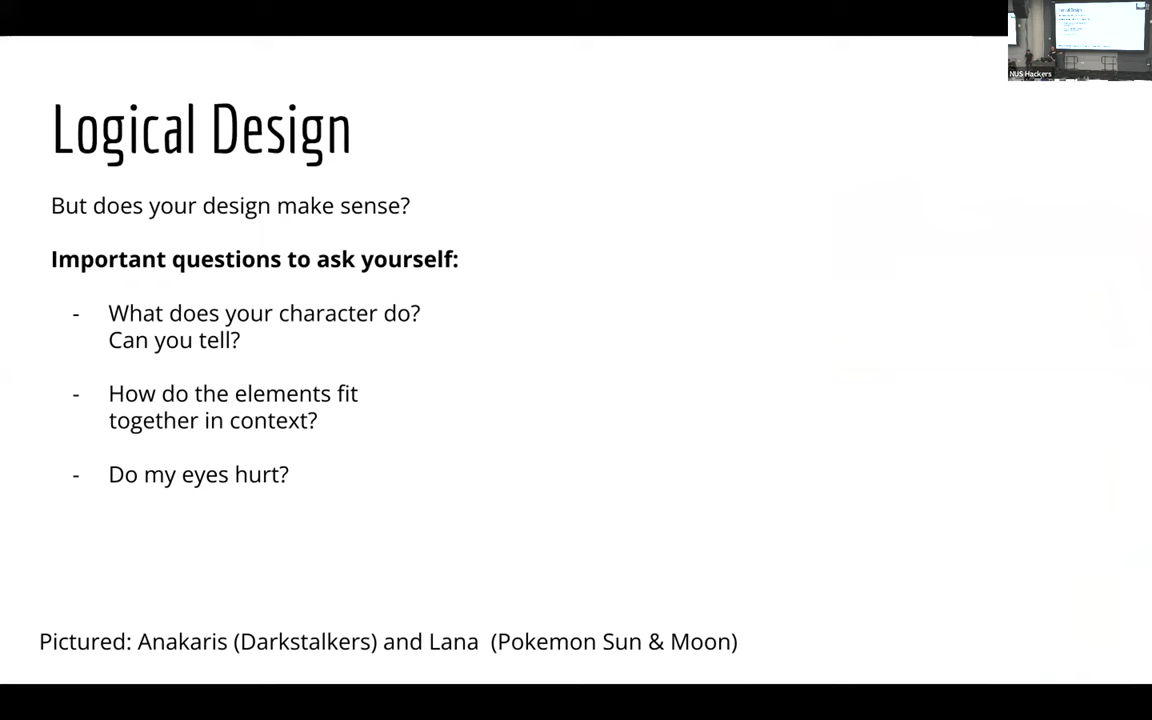 NUS Hackers
Logical Design
But does your design make sense?
Important questions to ask yourself:
- What does your character do?
Can you tell?
- How do the elements fit
together in context?
- Do my eyes hurt?
Pictured: Anakaris (Darkstalkers) and Lana (Pokemon Sun & Moon)